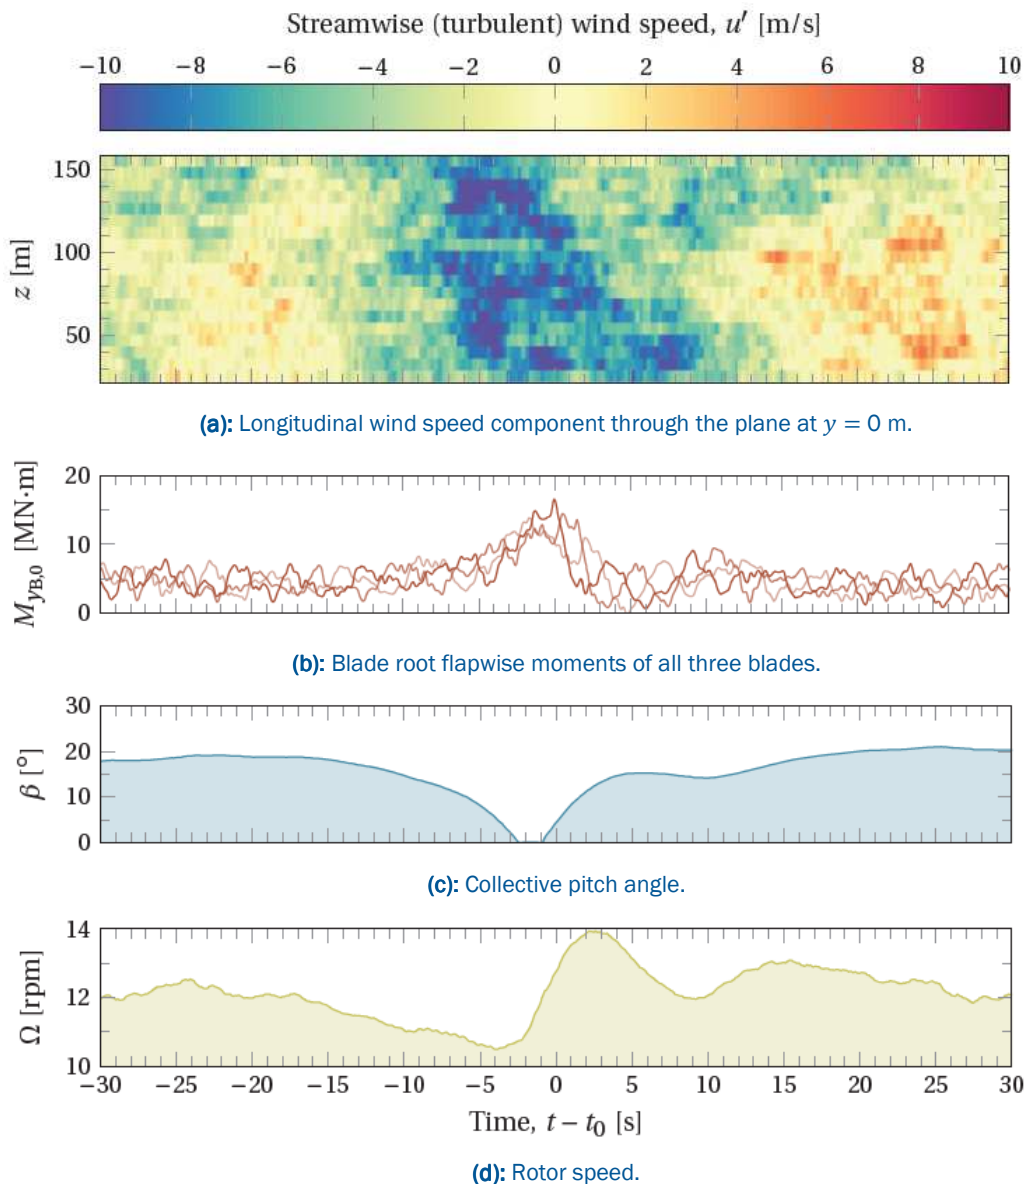 Streamwise (turbulent) wind speed, u′ [m/s]
−10 −8 −6 −4 −2 0 2 4 6 8 10
150
100
50
z [m]
(a): Longitudinal wind speed component through the plane at y = 0 m.
20
10
0
M_yB,0 [MN·m]
(b): Blade root flapwise moments of all three blades.
30
20
10
0
β [°]
(c): Collective pitch angle.
14
12
10
Ω [rpm]
−30 −25 −20 −15 −10 −5 0 5 10 15 20 25 30
Time, t − t₀ [s]
(d): Rotor speed.